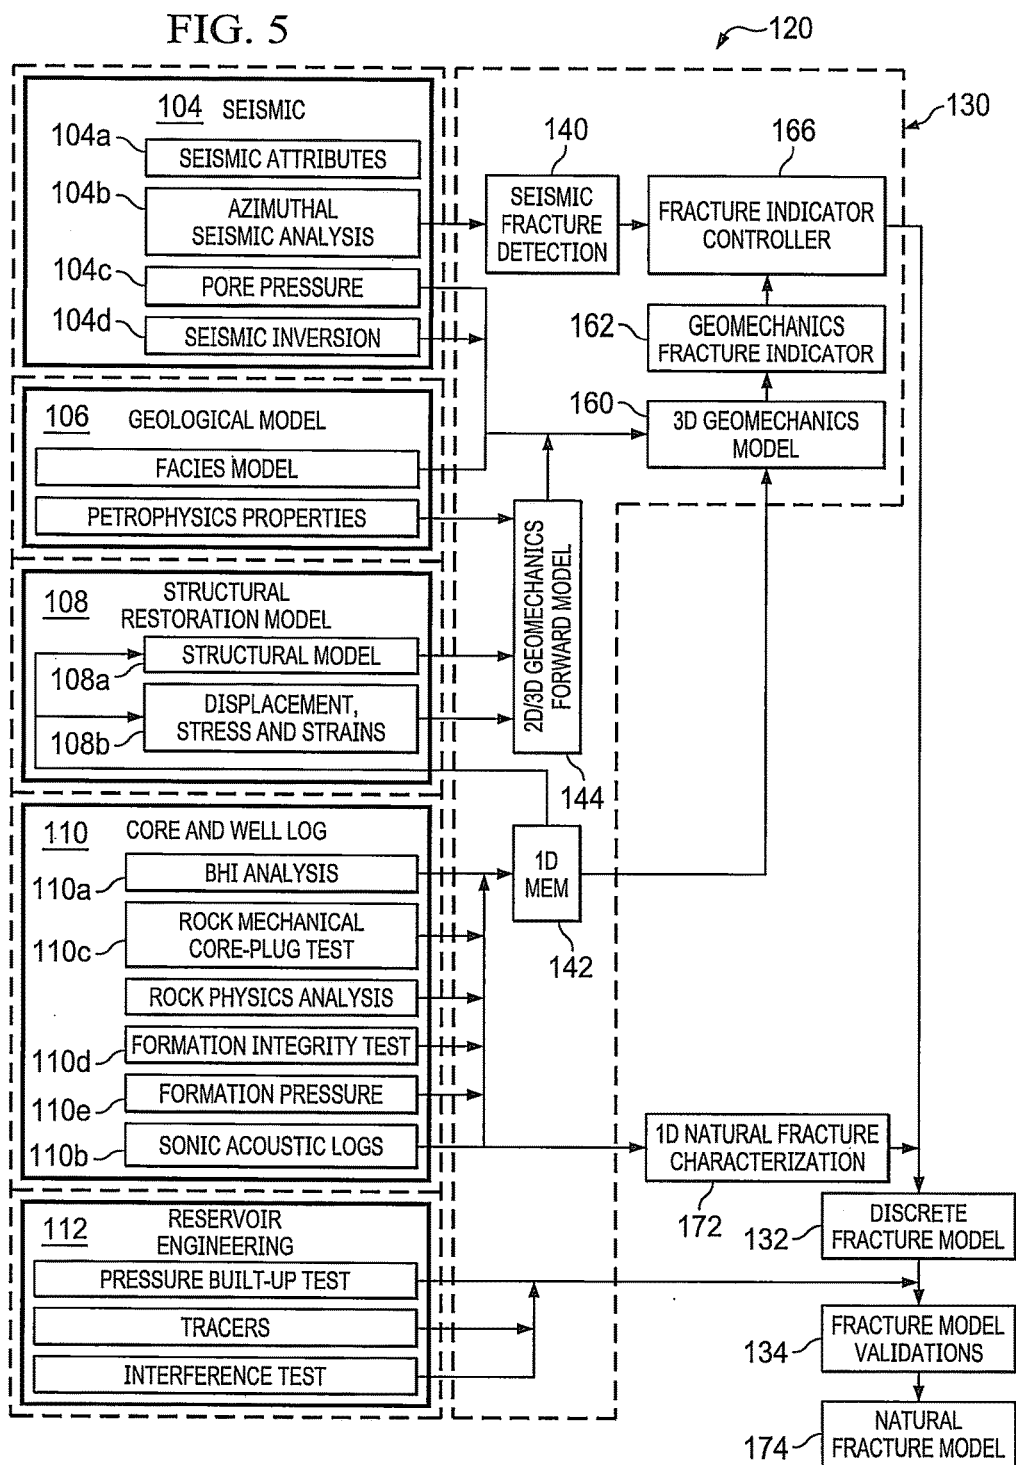 FIG. 5
120
130
104 SEISMIC
104a
SEISMIC ATTRIBUTES
104b
AZIMUTHAL
SEISMIC ANALYSIS
104c
PORE PRESSURE
104d
SEISMIC INVERSION
140
SEISMIC
FRACTURE
DETECTION
166
FRACTURE INDICATOR
CONTROLLER
162
GEOMECHANICS
FRACTURE INDICATOR
160
3D GEOMECHANICS
MODEL
106
GEOLOGICAL MODEL
FACIES MODEL
PETROPHYSICS PROPERTIES
108
STRUCTURAL
RESTORATION MODEL
STRUCTURAL MODEL
108a
DISPLACEMENT,
STRESS AND STRAINS
108b
2D/3D GEOMECHANICS
FORWARD MODEL
144
110
CORE AND WELL LOG
BHI ANALYSIS
110a
ROCK MECHANICAL
CORE-PLUG TEST
110c
ROCK PHYSICS ANALYSIS
FORMATION INTEGRITY TEST
110d
FORMATION PRESSURE
110e
SONIC ACOUSTIC LOGS
110b
1D
MEM
142
1D NATURAL FRACTURE
CHARACTERIZATION
172
112
RESERVOIR
ENGINEERING
PRESSURE BUILT-UP TEST
TRACERS
INTERFERENCE TEST
132
DISCRETE
FRACTURE MODEL
134
FRACTURE MODEL
VALIDATIONS
174
NATURAL
FRACTURE MODEL